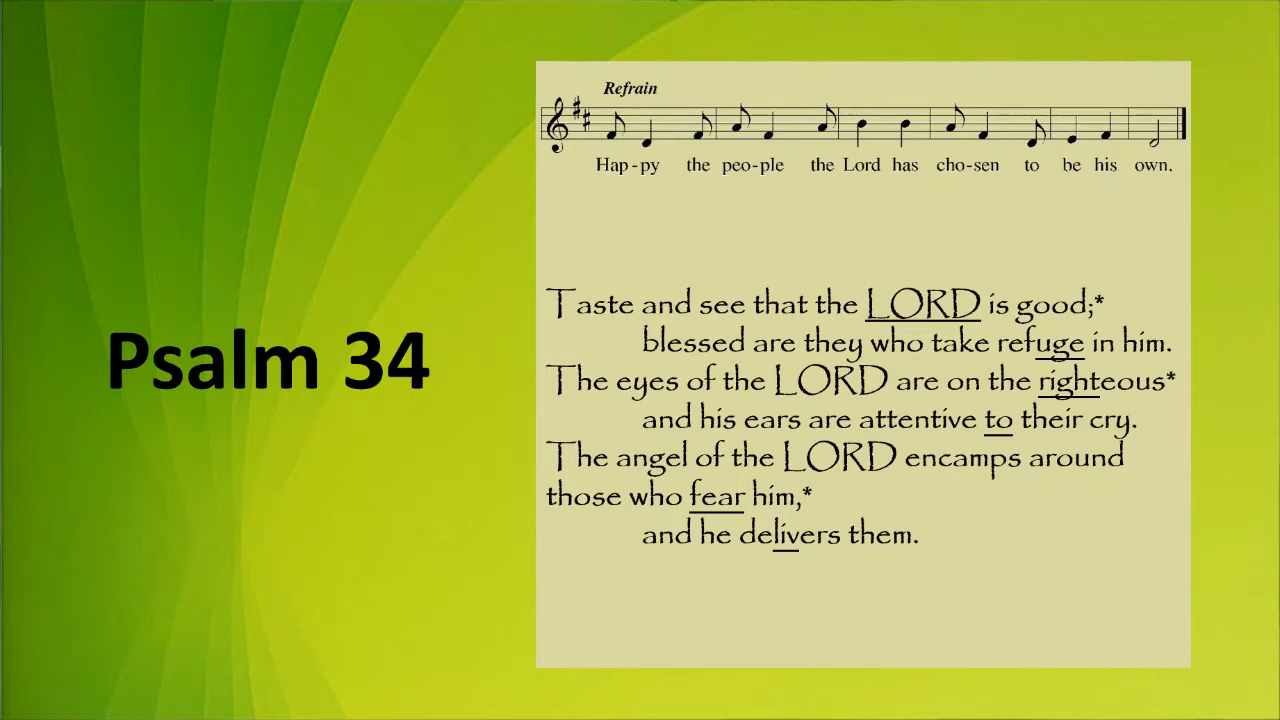 Psalm 34
Refrain
Hap-py the peo-ple the Lord has cho-sen to be his own.
Taste and see that the LORD is good;*
blessed are they who take refuge in him.
The eyes of the LORD are on the righteous*
and his ears are attentive to their cry.
The angel of the LORD encamps around
those who fear him,*
and he delivers them.